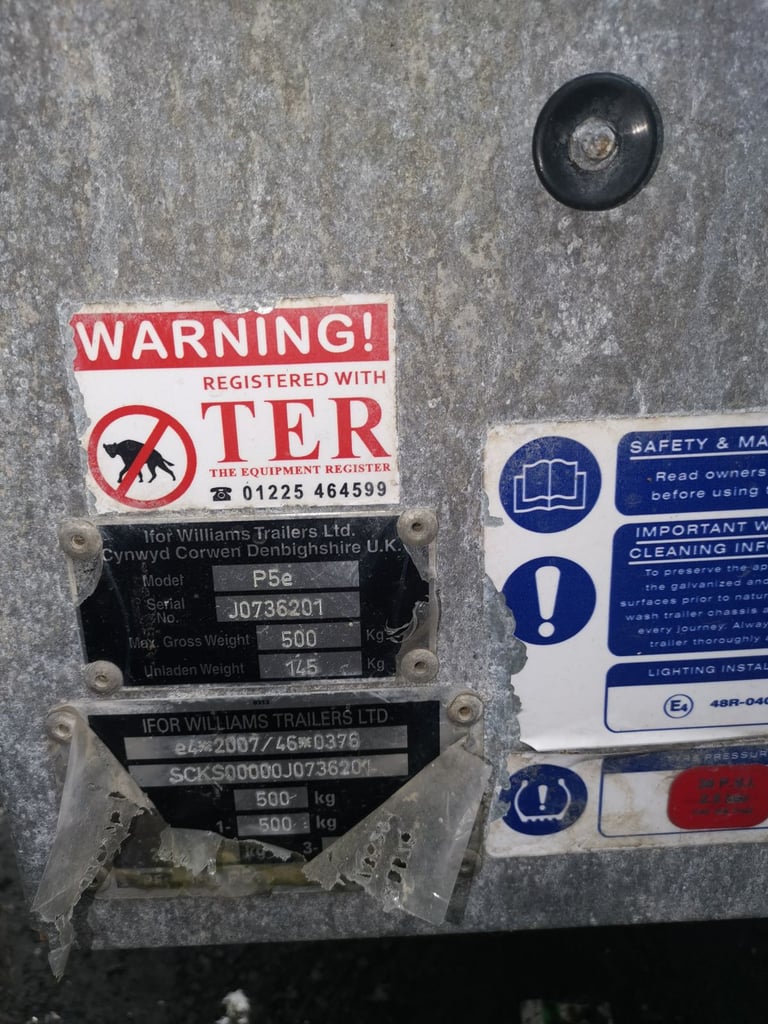 WARNING!
REGISTERED WITH
TER
THE EQUIPMENT REGISTER
☎ 01225 464599
Ifor Williams Trailers Ltd.
Cynwyd Corwen Denbighshire U.K.
Model P5e
Serial No. J0736201
Max. Gross Weight 500 Kg
Unladen Weight 145 Kg
IFOR WILLIAMS TRAILERS LTD
e4*2007/46*0376
SCKS00000J0736201
500 kg
1- 500 kg
kg 3-
SAFETY & MA
Read owners
before using
IMPORTANT W
CLEANING INF
To preserve the ap
the galvanized and
surfaces prior to natur
wash trailer chassis a
every journey. Alway
trailer thoroughly
LIGHTING INSTAL
E4 48R-040
PRESSUR